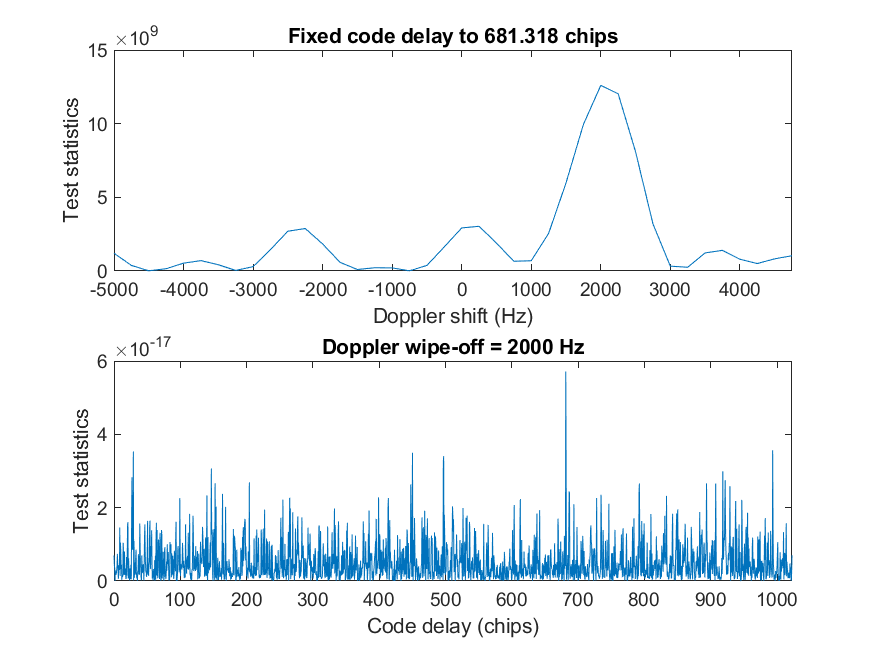 Fixed code delay to 681.318 chips
×10^9
15
10
5
0
Test statistics
-5000 -4000 -3000 -2000 -1000 0 1000 2000 3000 4000
Doppler shift (Hz)
Doppler wipe-off = 2000 Hz
×10^-17
6
4
2
0
Test statistics
0 100 200 300 400 500 600 700 800 900 1000
Code delay (chips)